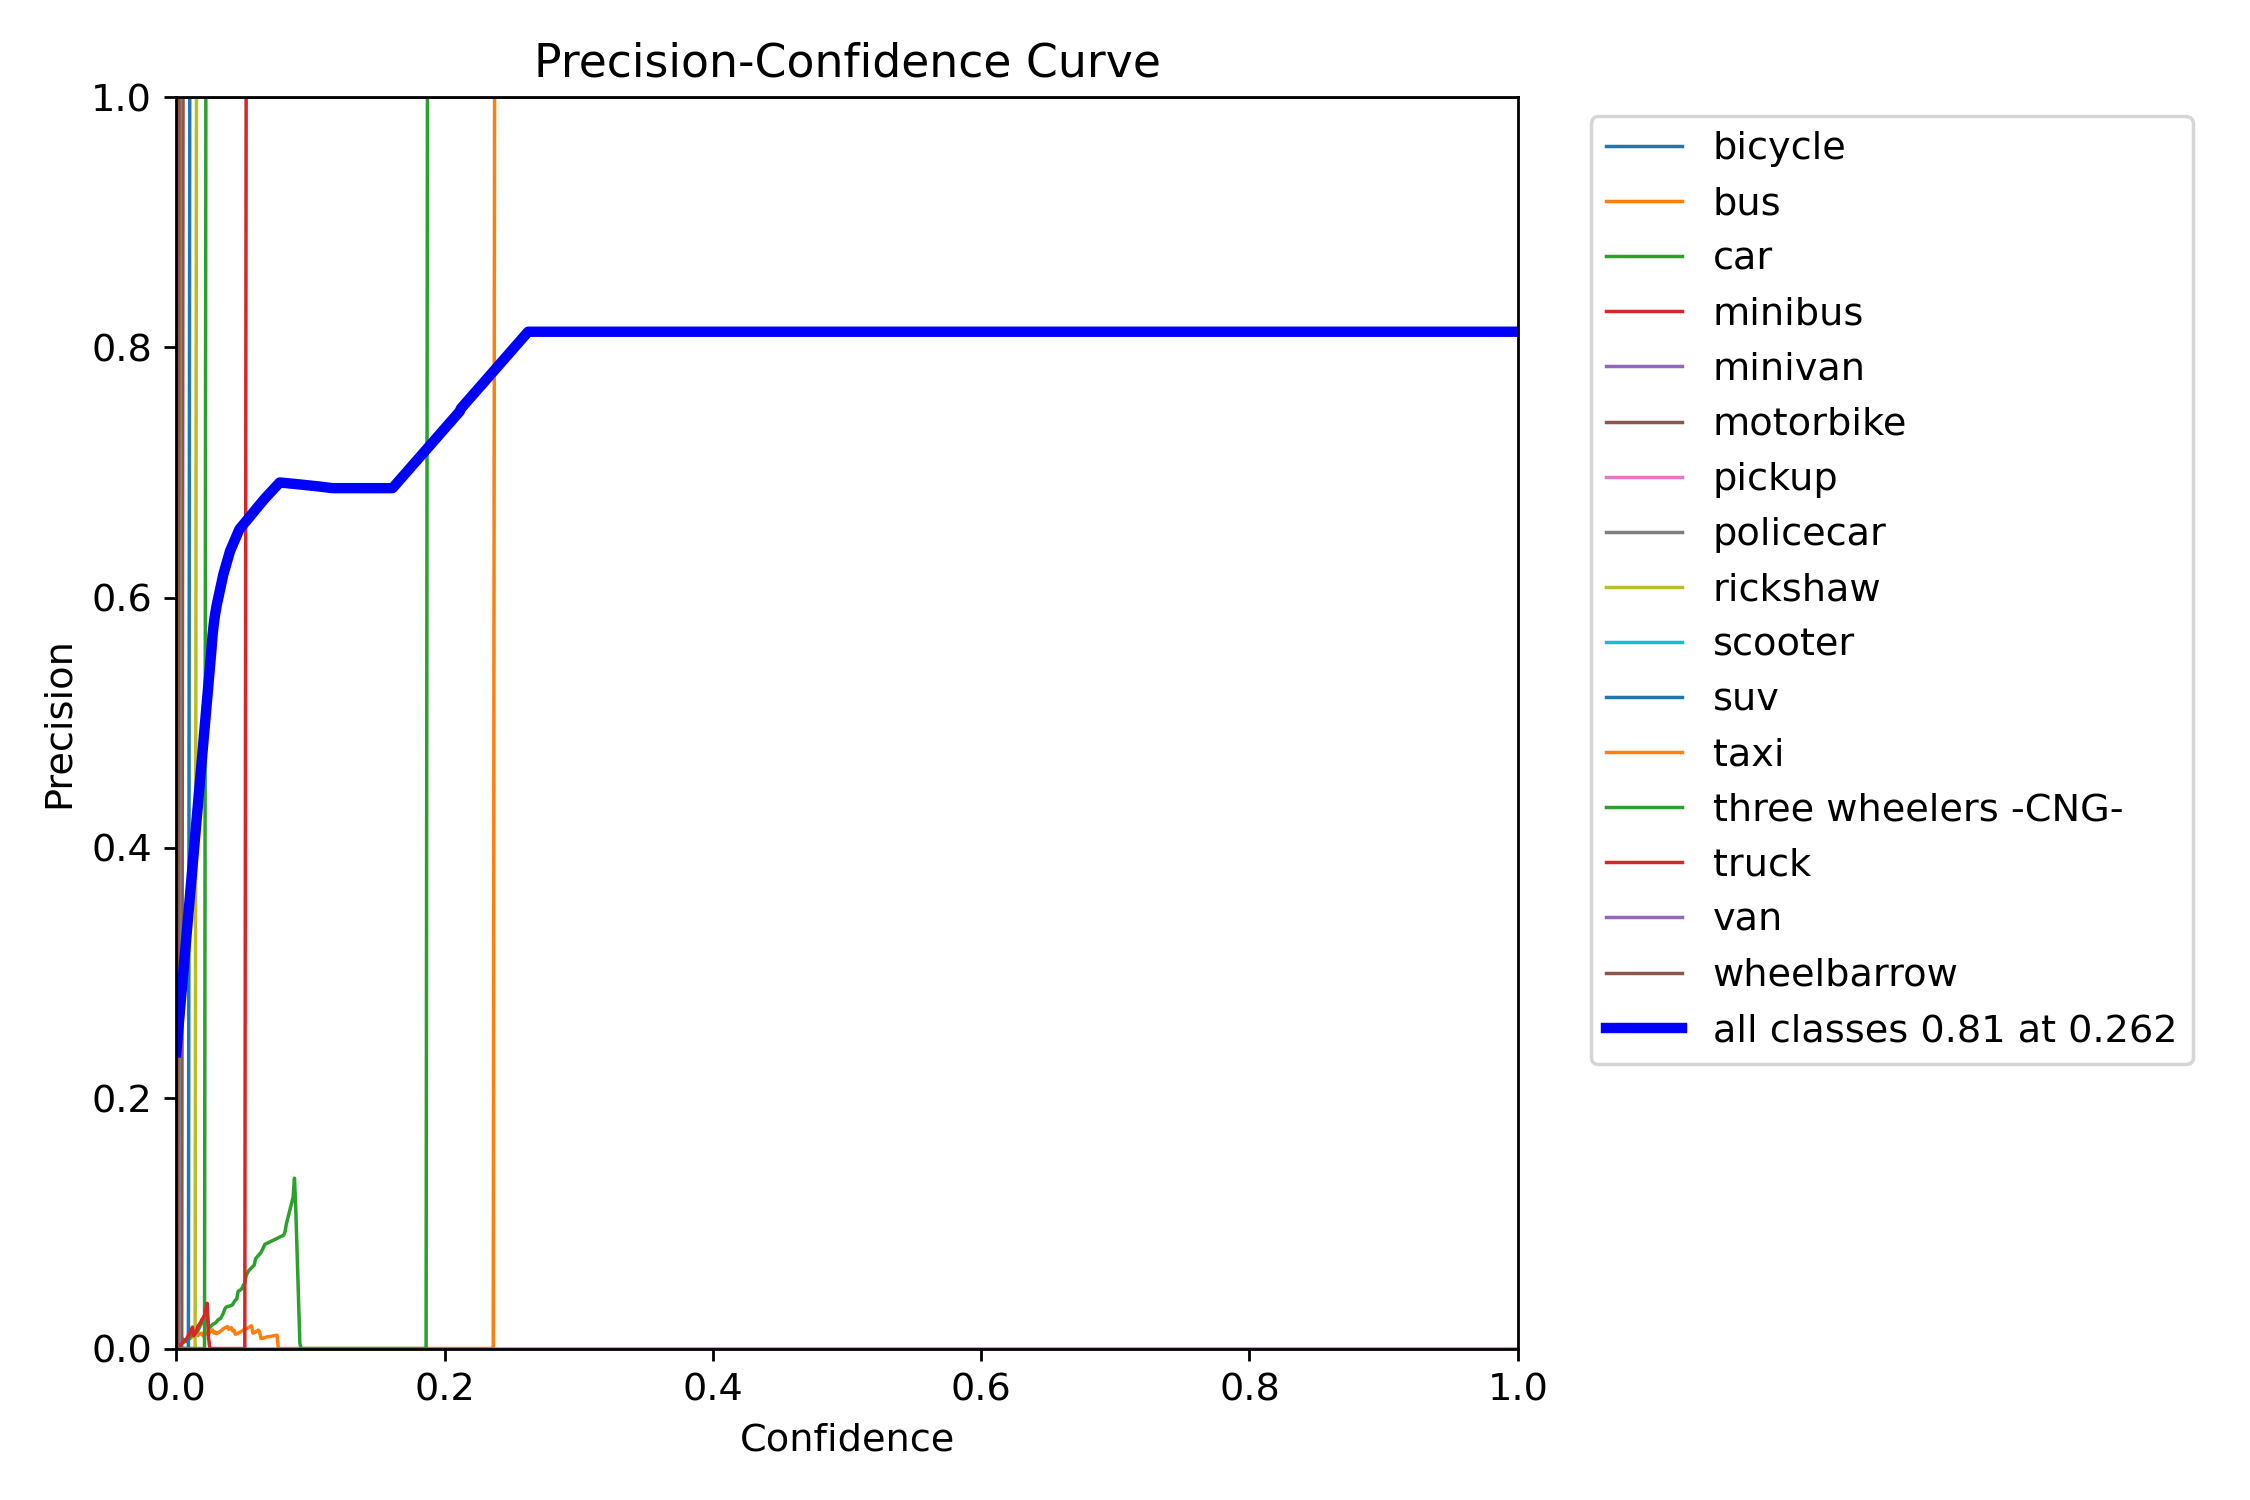 Precision-Confidence Curve
1.0
0.8
0.6
0.4
0.2
0.0
Precision
0.0 0.2 0.4 0.6 0.8 1.0
Confidence
bicycle
bus
car
minibus
minivan
motorbike
pickup
policecar
rickshaw
scooter
suv
taxi
three wheelers -CNG-
truck
van
wheelbarrow
all classes 0.81 at 0.262